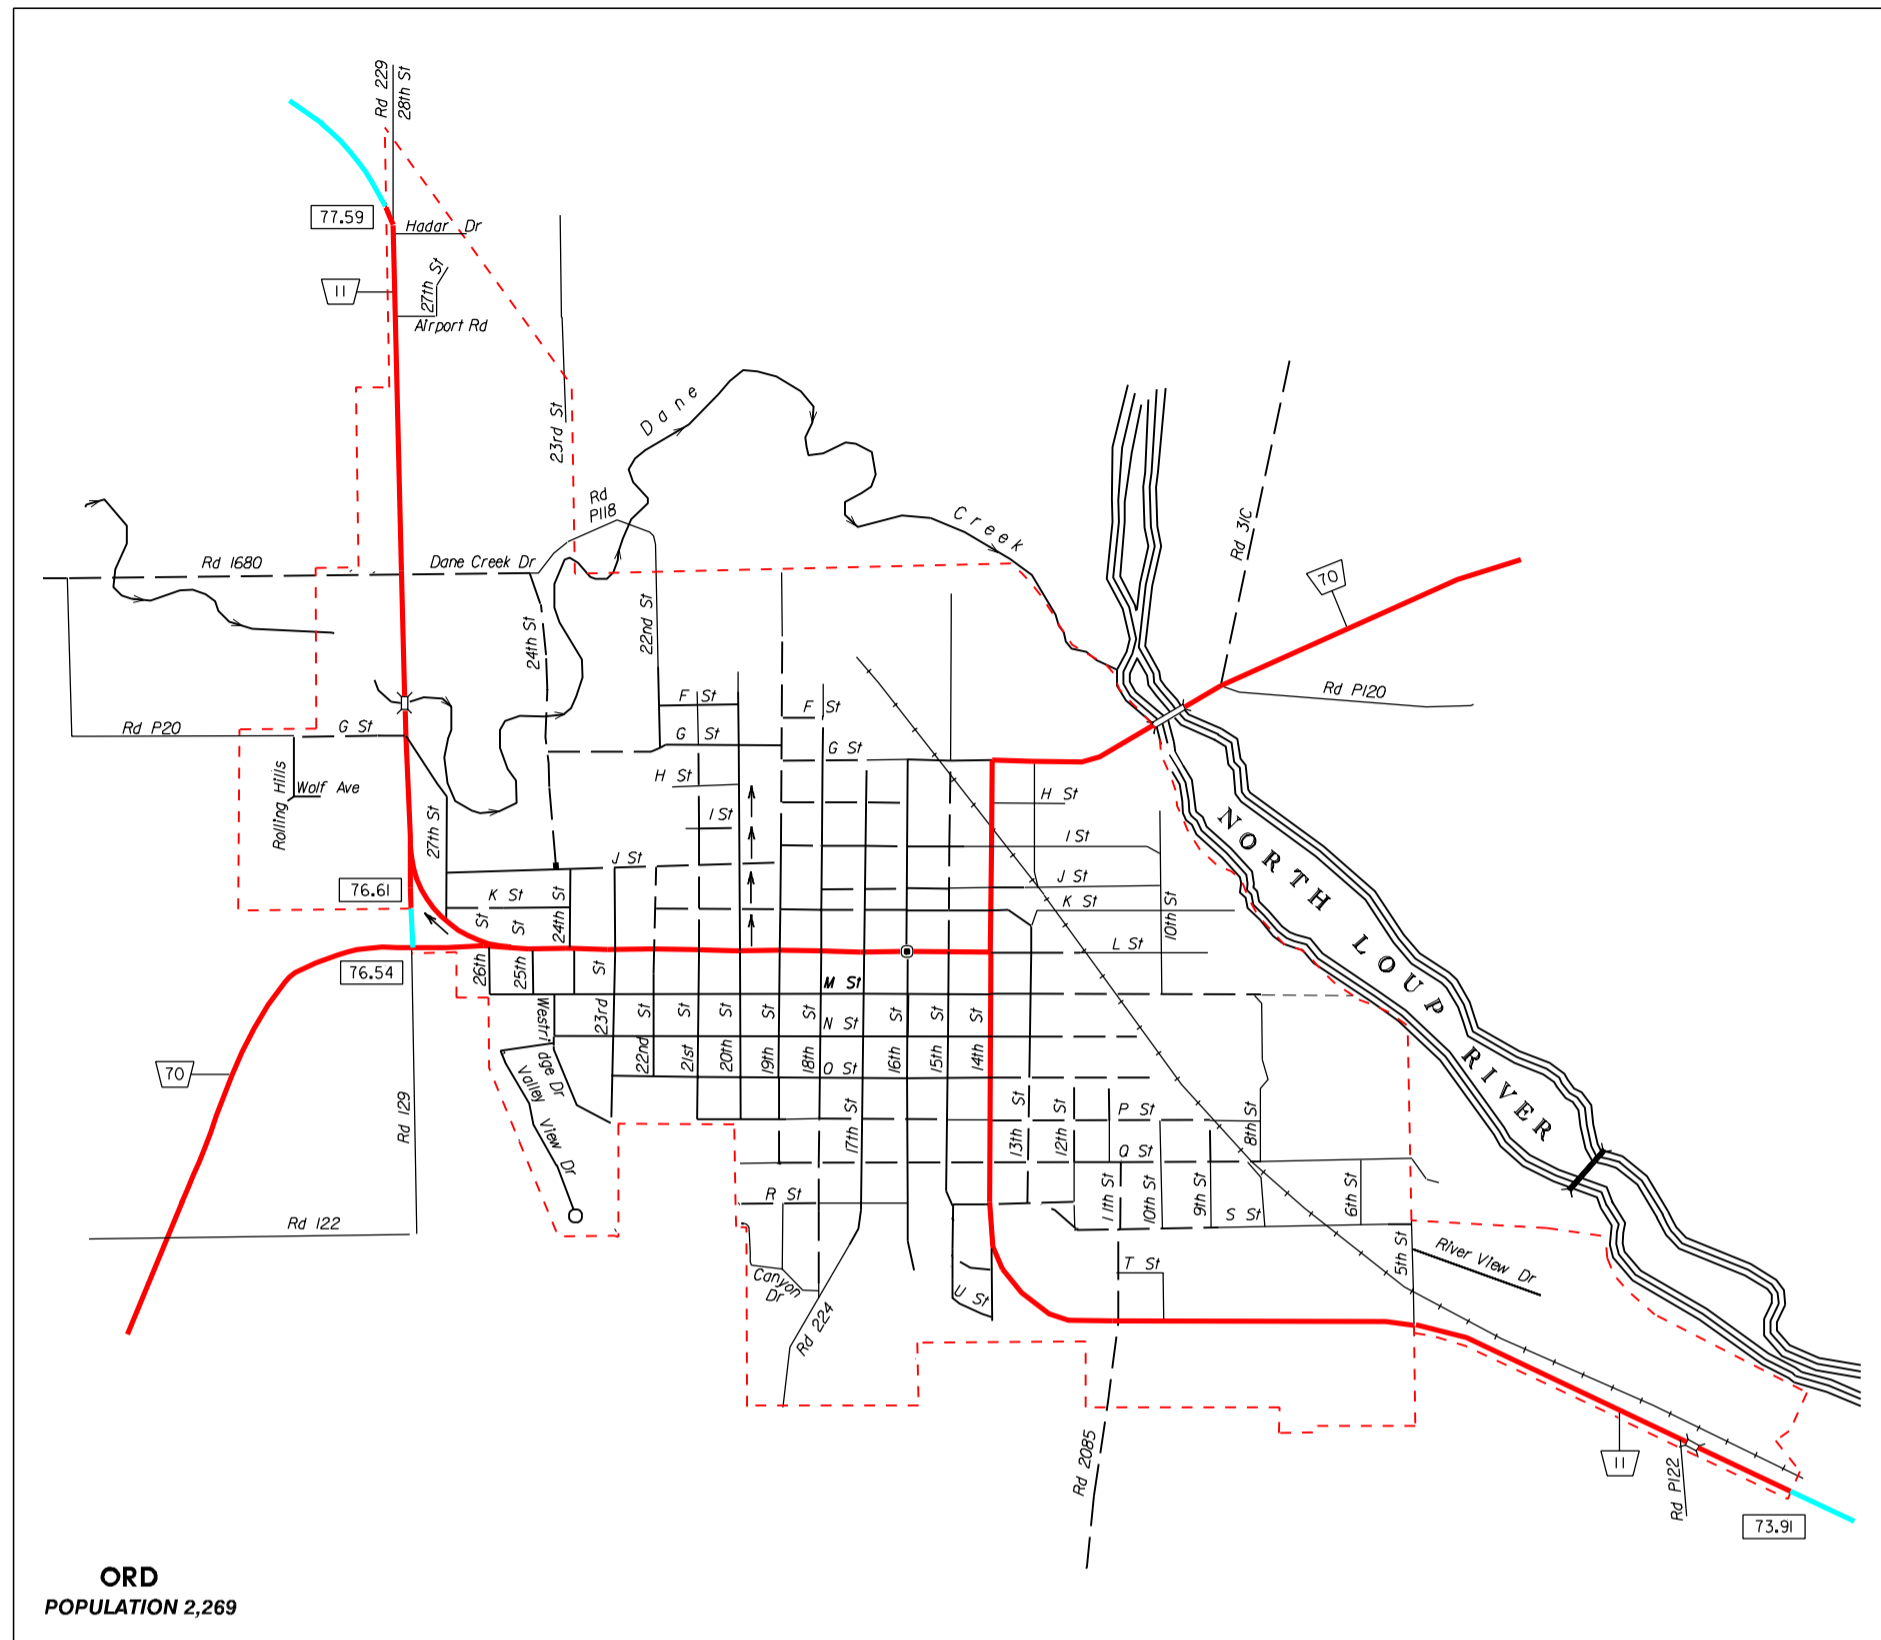 Rd 229
28th St
77.59
Hadar Dr
11
27th St
Airport Rd
23rd St
Dane
Creek
Rd
P118
Rd 1680
Dane Creek Dr
Rd 31C
70
24th St
22nd St
Rd P120
F St
F St
Rd P20
G St
G St
G St
H St
Rolling Hills
Wolf Ave
H St
I St
27th St
I St
NORTH LOUP RIVER
J St
J St
76.61
K St
24th St
K St
10th St
26th St
25th St
L St
76.54
23rd St
M St
Westridge Dr
22nd St
21st St
20th St
19th St
18th St
N St
16th St
15th St
14th St
O St
70
Valley View Dr
Rd 129
17th St
13th St
12th St
P St
8th St
Q St
R St
11th St
10th St
9th St
6th St
S St
Rd 122
5th St
River View Dr
T St
Canyon
Dr
U St
Rd 224
Rd 2085
11
Rd P122
73.91
ORD
POPULATION 2,269